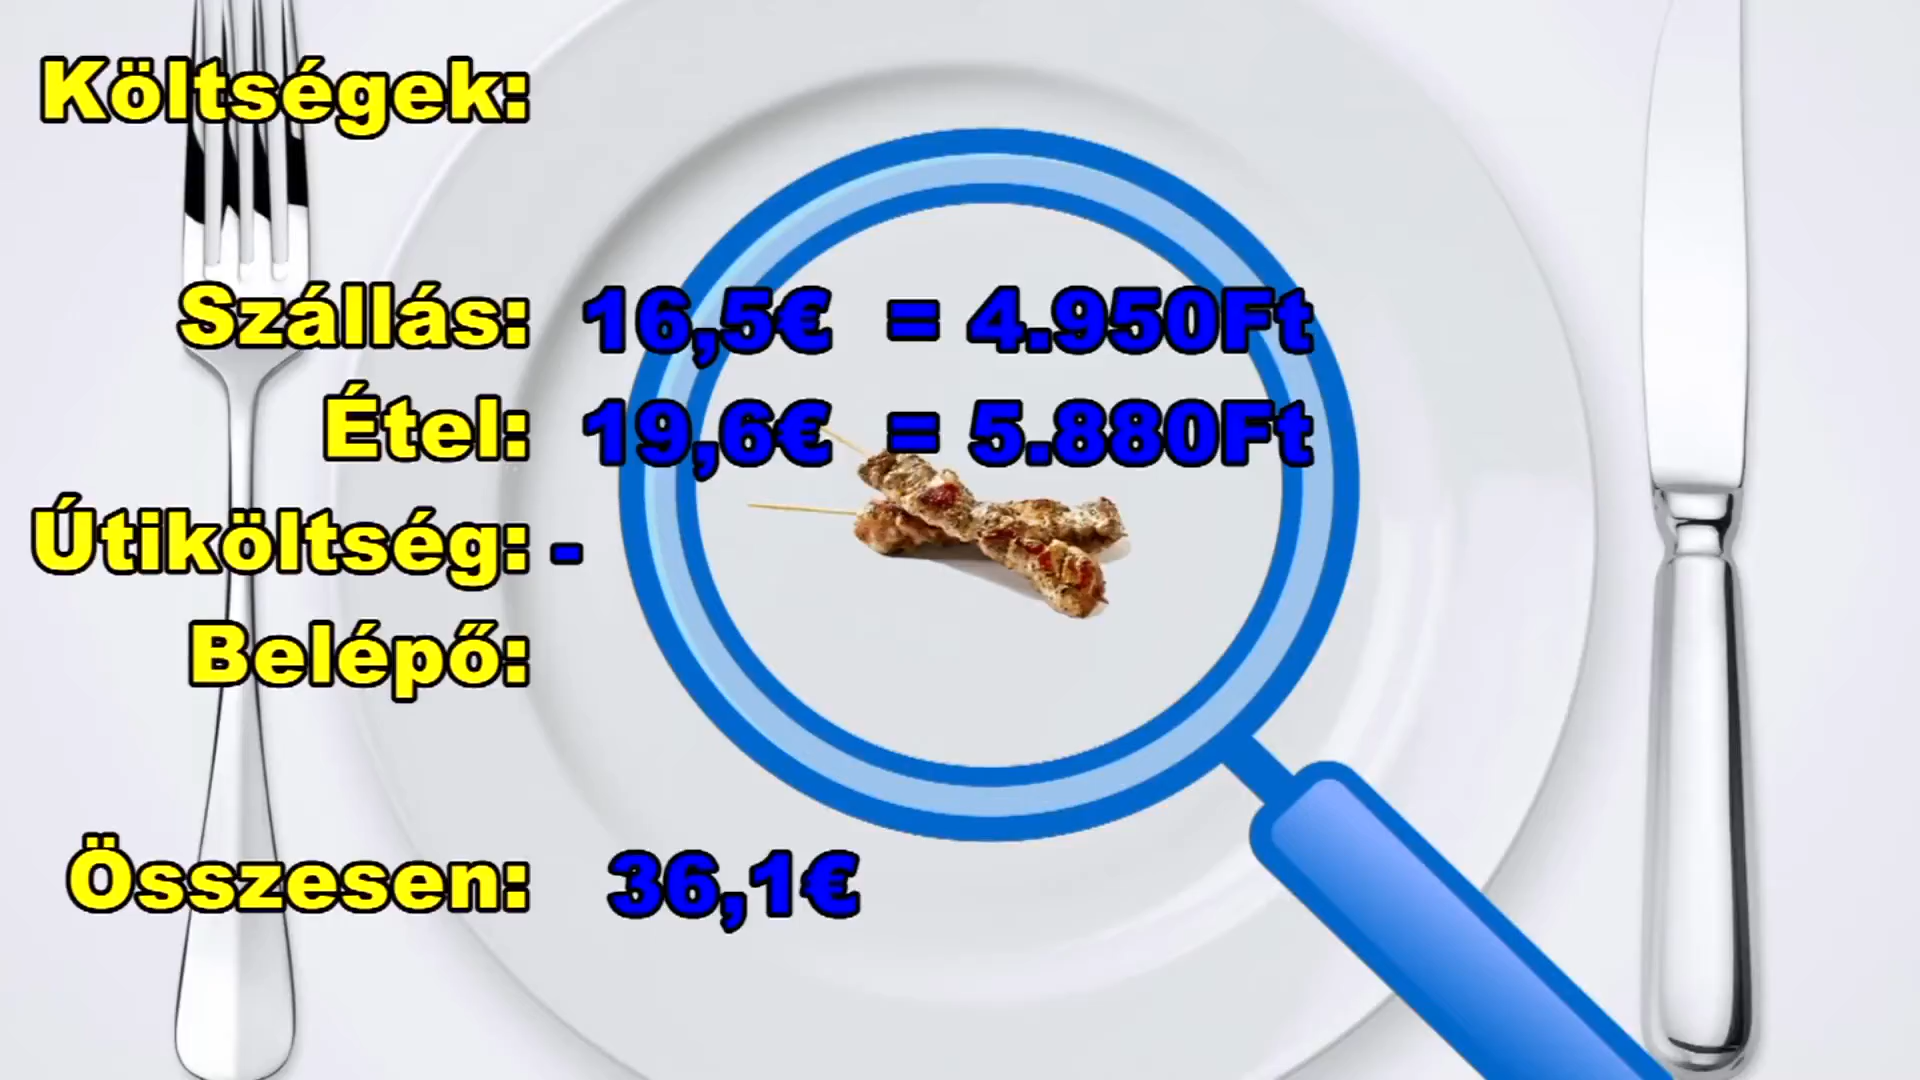 Költségek:
Szállás: 16,5€ = 4.950Ft
Étel: 19,6€ = 5.880Ft
Útiköltség: -
Belépő:
Összesen: 36,1€